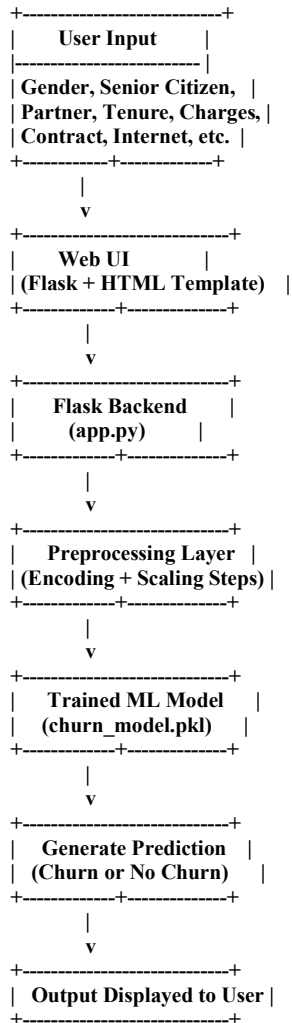 +----------------------------+
| User Input |
|-------------------------- |
| Gender, Senior Citizen, |
| Partner, Tenure, Charges, |
| Contract, Internet, etc. |
+------------+-------------+
|
v
+-----------------------------+
| Web UI |
| (Flask + HTML Template) |
+-------------+--------------+
|
v
+-----------------------------+
| Flask Backend |
| (app.py) |
+-------------+--------------+
|
v
+-----------------------------+
| Preprocessing Layer |
| (Encoding + Scaling Steps) |
+-------------+--------------+
|
v
+-----------------------------+
| Trained ML Model |
| (churn_model.pkl) |
+-------------+--------------+
|
v
+-----------------------------+
| Generate Prediction |
| (Churn or No Churn) |
+-------------+--------------+
|
v
+-----------------------------+
| Output Displayed to User |
+-----------------------------+